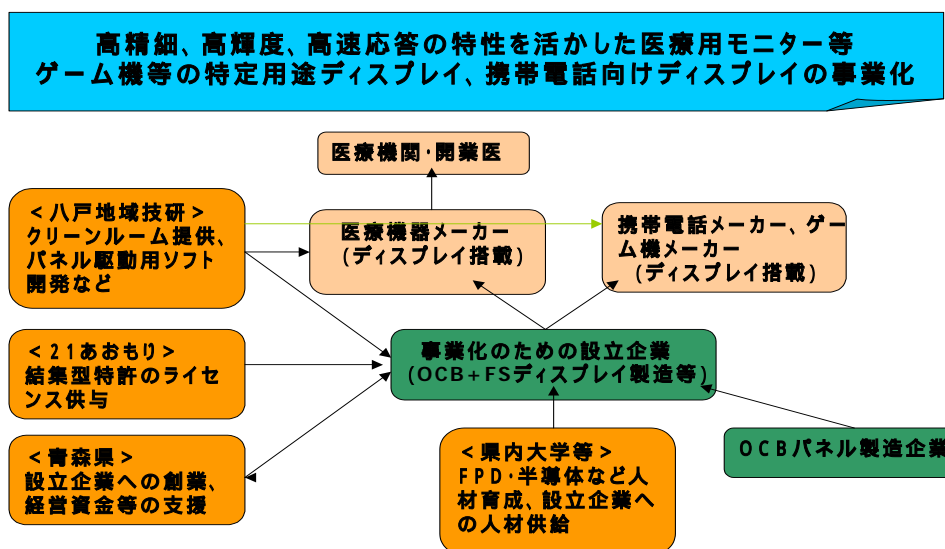 高精細、高輝度、高速応答の特性を活かした医療用モニター等
ゲーム機等の特定用途ディスプレイ、携帯電話向けディスプレイの事業化
医療機関・開業医
＜八戸地域技研＞
クリーンルーム提供、
パネル駆動用ソフト
開発など
医療機器メーカー
(ディスプレイ搭載)
携帯電話メーカー、ゲー
ム機メーカー
(ディスプレイ搭載)
＜21あおもり＞
結集型特許のライセ
ンス供与
事業化のための設立企業
(OCB+FSディスプレイ製造等)
＜青森県＞
設立企業への創業、
経営資金等の支援
＜県内大学等＞
FPD・半導体など人
材育成、設立企業へ
の人材供給
OCBパネル製造企業